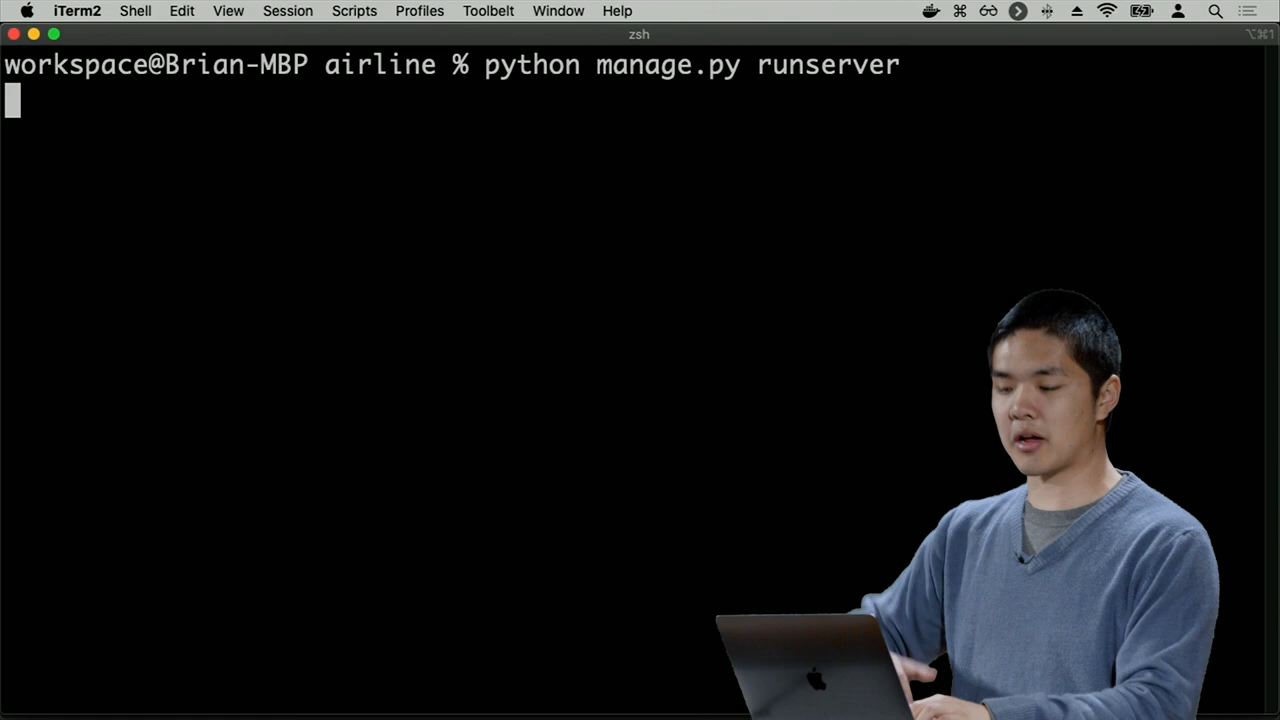 iTerm2 Shell Edit View Session Scripts Profiles Toolbelt Window Help
zsh ⌥⌘1
workspace@Brian-MBP airline % python manage.py runserver